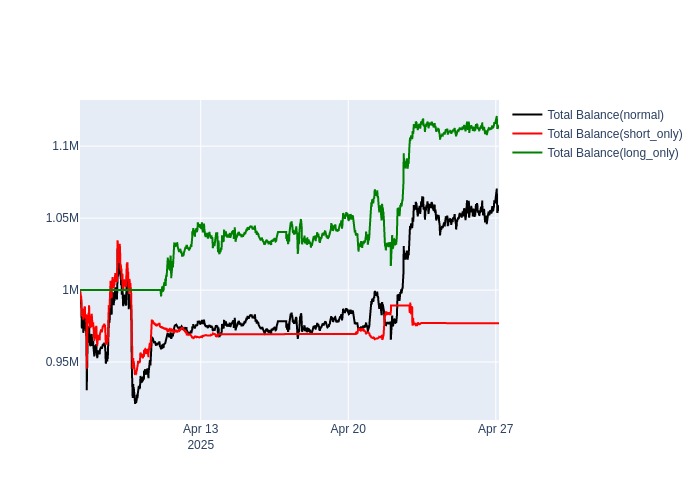 Total Balance(normal)
Total Balance(short_only)
Total Balance(long_only)
1.1M
1.05M
1M
0.95M
Apr 13
2025
Apr 20
Apr 27